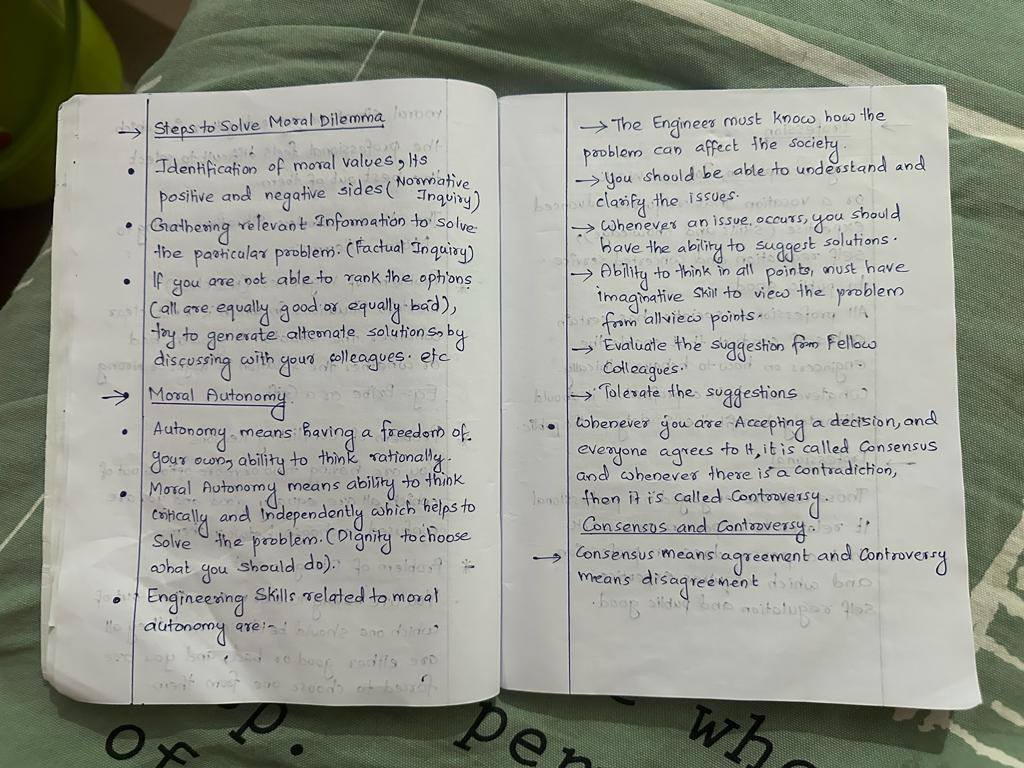 → Steps to Solve Moral Dilemma
• Identification of moral values, Its
positive and negative sides (Normative
Inquiry)
• Gathering relevant Information to Solve
the particular problem. (Factual Inquiry)
• If you are not able to rank the options
(all are equally good or equally bad),
try to generate alternate solutions, by
discussing with your colleagues. etc
→ Moral Autonomy.
• Autonomy means having a freedom of
your own, ability to think rationally.
• Moral Autonomy means ability to think
critically and Independently which helps to
Solve the problem. (Dignity to choose
what you should do).
• Engineering Skills related to moral
autonomy are:-
→ The Engineer must know how the
problem can affect the society.
→ You should be able to understand and
clarify the issues.
→ Whenever an issue occurs, you should
have the ability to suggest solutions.
→ Ability to think in all points, must have
imaginative skill to view the problem
from all view points.
→ Evaluate the suggestion from Fellow
Colleagues.
→ Tolerate the suggestions
• Whenever you are Accepting a decision, and
everyone agrees to it, it is called Consensus
and whenever there is a contradiction,
then it is called Controversy.
Consensos and Controversy.
→ Consensus means agreement and Controversy
means disagreement
of
p.
per
whe